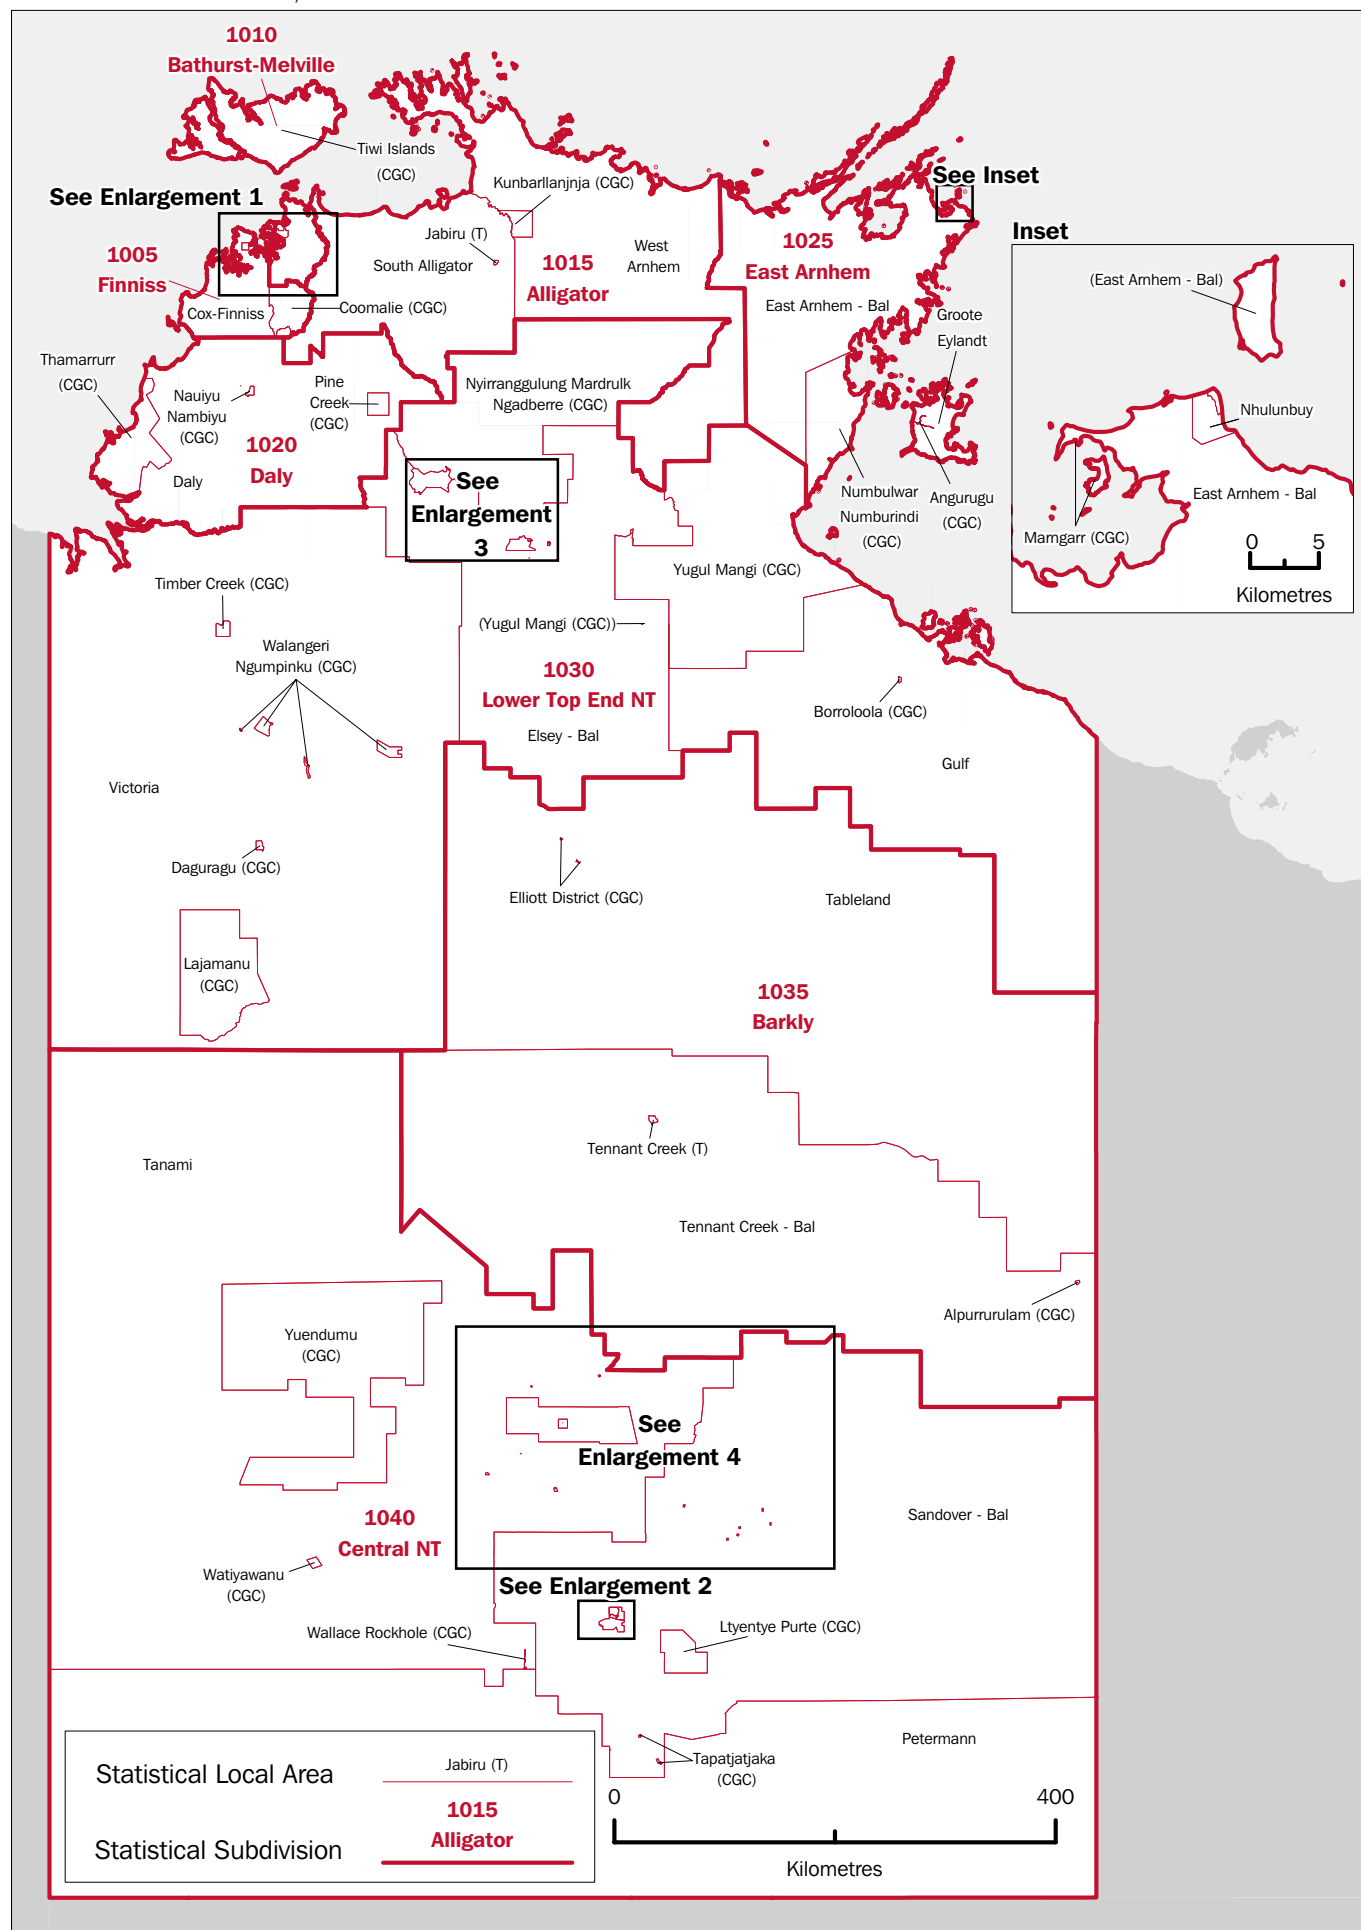 1010
Bathurst-Melville
Tiwi Islands
(CGC)
See Enlargement 1
Kunbarllanjnja (CGC)
See Inset
Jabiru (T)
South Alligator
1015
Alligator
West
Arnhem
1025
East Arnhem
East Arnhem - Bal
1005
Finniss
Cox-Finniss
Coomalie (CGC)
Groote
Eylandt
Inset
(East Arnhem - Bal)
Nhulunbuy
East Arnhem - Bal
Marngarr (CGC)
0
5
Kilometres
Thamarrurr
(CGC)
Nauiyu
Nambiyu
(CGC)
Pine
Creek
(CGC)
Nyirranggulung Mardrulk
Ngadberre (CGC)
1020
Daly
Daly
See
Enlargement
3
Numbulwar
Numburindi
(CGC)
Angurugu
(CGC)
Yugul Mangi (CGC)
Timber Creek (CGC)
(Yugul Mangi (CGC))
Walangeri
Ngumpinku (CGC)
1030
Lower Top End NT
Elsey - Bal
Borroloola (CGC)
Gulf
Victoria
Daguragu (CGC)
Elliott District (CGC)
Tableland
Lajamanu
(CGC)
1035
Barkly
Tennant Creek (T)
Tanami
Tennant Creek - Bal
Alpurrurulam (CGC)
Yuendumu
(CGC)
See
Enlargement 4
1040
Central NT
Sandover - Bal
Watiyawanu
(CGC)
See Enlargement 2
Wallace Rockhole (CGC)
Ltyentye Purte (CGC)
Petermann
Tapatjatjaka
(CGC)
Statistical Local Area
Jabiru (T)
1015
Alligator
Statistical Subdivision
0
400
Kilometres